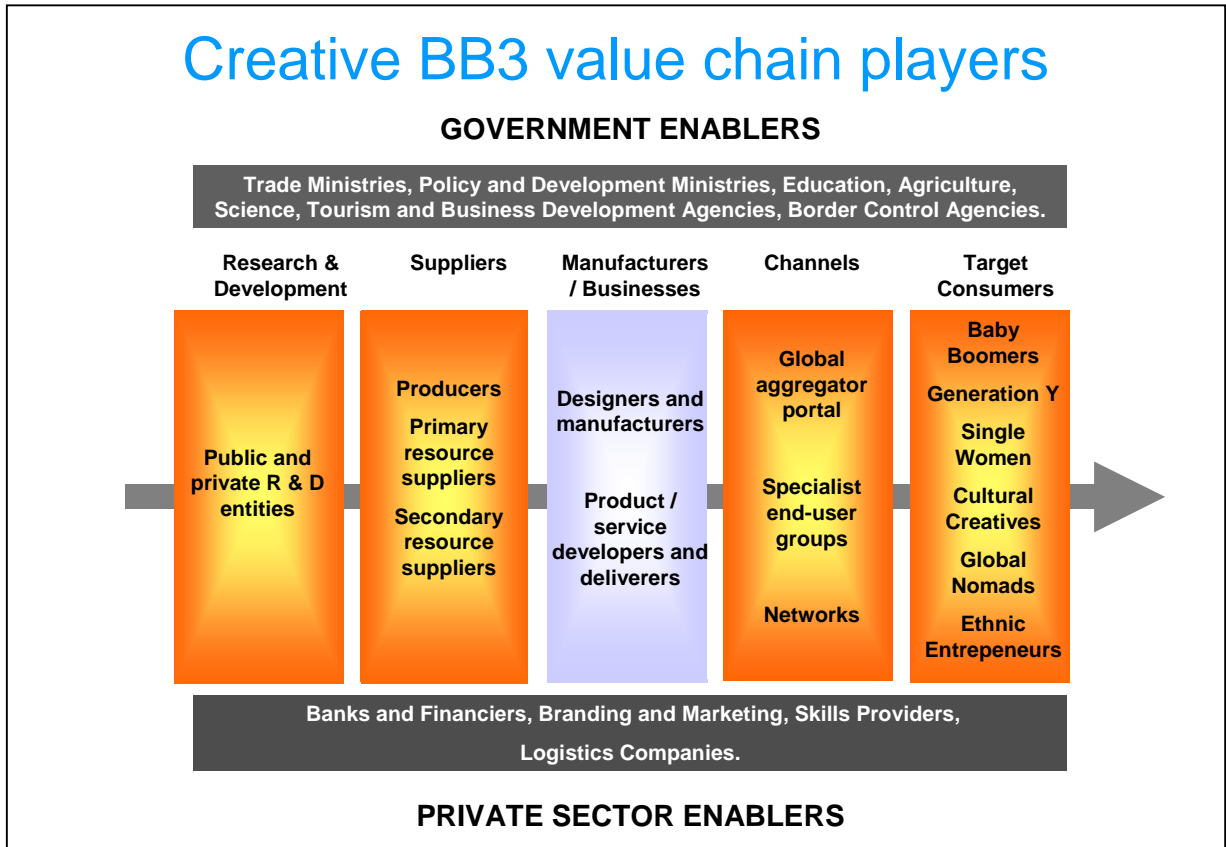 Creative BB3 value chain players
GOVERNMENT ENABLERS
Trade Ministries, Policy and Development Ministries, Education, Agriculture,
Science, Tourism and Business Development Agencies, Border Control Agencies.
Research &
Development
Suppliers
Manufacturers
/ Businesses
Channels
Target
Consumers
Public and
private R & D
entities
Producers
Primary
resource
suppliers
Secondary
resource
suppliers
Designers and
manufacturers
Product /
service
developers and
deliverers
Global
aggregator
portal
Specialist
end-user
groups
Networks
Baby
Boomers
Generation Y
Single
Women
Cultural
Creatives
Global
Nomads
Ethnic
Entrepeneurs
Banks and Financiers, Branding and Marketing, Skills Providers,
Logistics Companies.
PRIVATE SECTOR ENABLERS